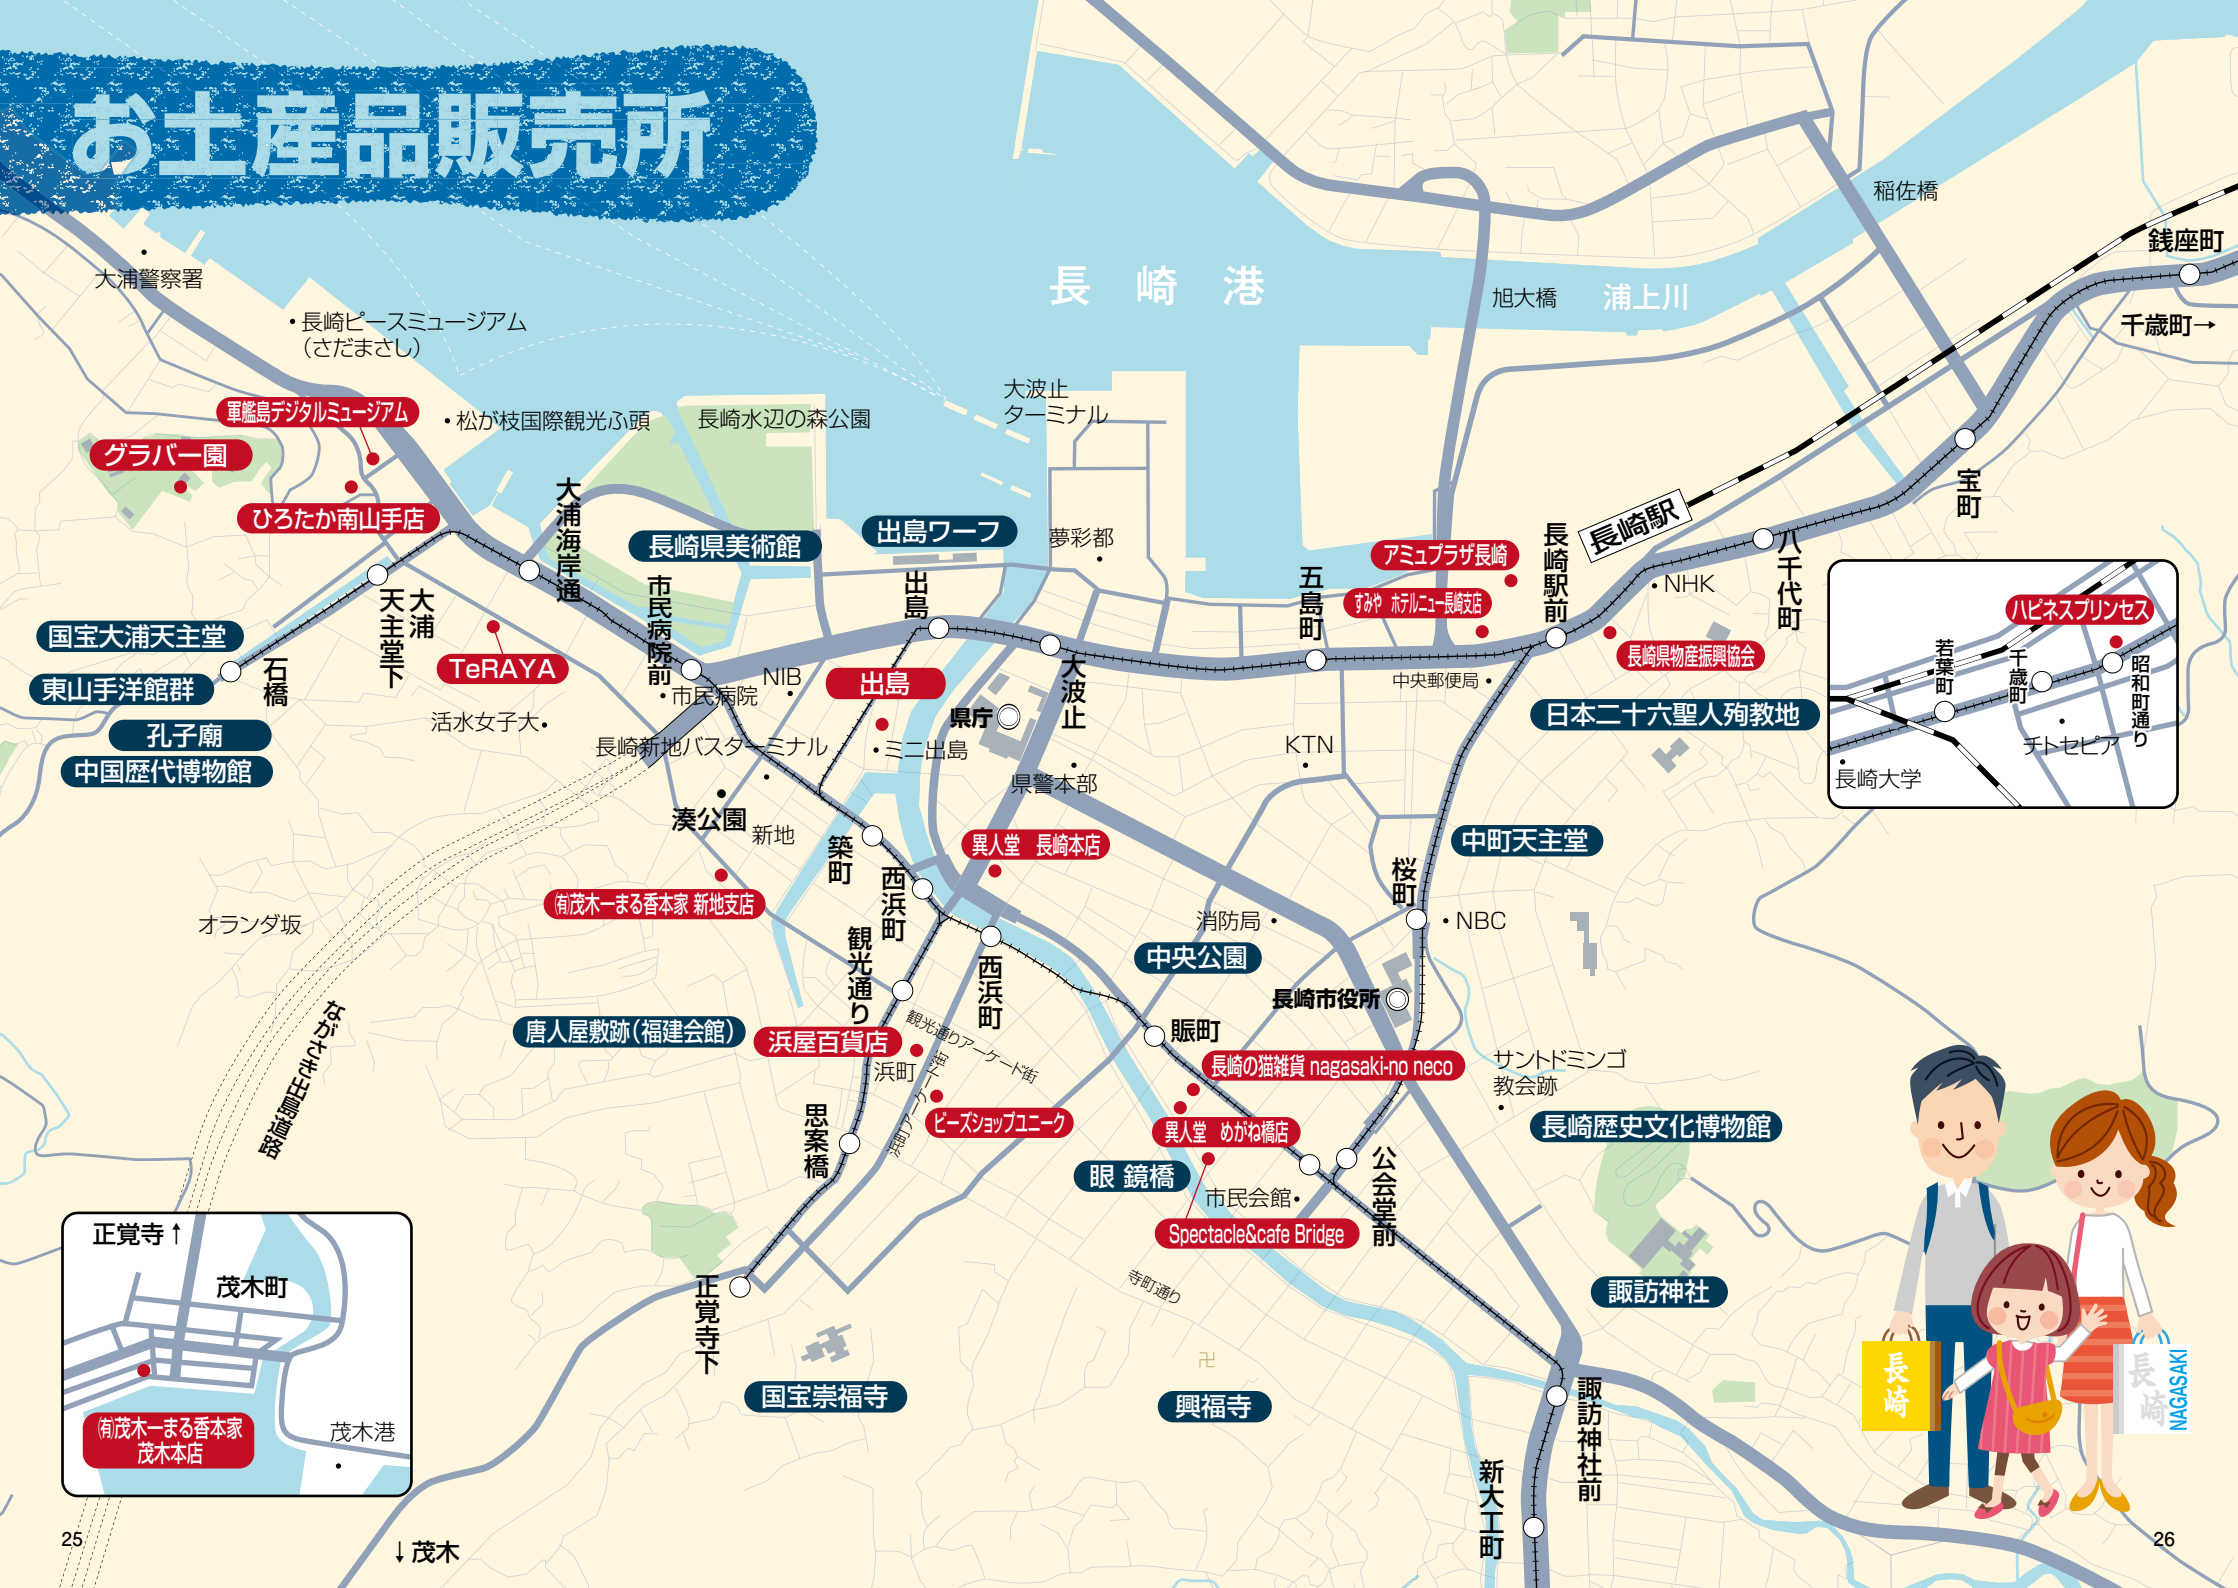 お土産品販売所
長崎港
浦上川
稲佐橋
旭大橋
銭座町
千歳町→
大浦警察署
・長崎ピースミュージアム
（さだまさし）
・松が枝国際観光ふ頭
長崎水辺の森公園
大波止
ターミナル
軍艦島デジタルミュージアム
グラバー園
ひろたか南山手店
大浦海岸通
長崎県美術館
出島ワーフ
夢彩都
出島
市民病院前
五島町
アミュプラザ長崎
すみや ホテルニュー長崎支店
長崎駅前
長崎駅
・NHK
八千代町
宝町
長崎県物産振興協会
中央郵便局・
日本二十六聖人殉教地
ハピネスプリンセス
若葉町
千歳町
昭和町通り
チトセピア
長崎大学
国宝大浦天主堂
東山手洋館群
孔子廟
中国歴代博物館
石橋
大浦
天主堂下
TeRAYA
活水女子大・
・市民病院
NIB
出島
・ミニ出島
県庁
大波止
県警本部
長崎新地バスターミナル
湊公園
新地
KTN
築町
西浜町
異人堂　長崎本店
㈲茂木一まる香本家 新地支店
中町天主堂
桜町
・NBC
消防局・
中央公園
オランダ坂
観光通り
西浜町
長崎市役所
ながさき出島道路
唐人屋敷跡（福建会館）
浜屋百貨店
浜町
観光通りアーケード街
浜町アーケード街
賑町
長崎の猫雑貨 nagasaki-no neco
サントドミンゴ
教会跡
ビーズショップユニーク
異人堂　めがね橋店
長崎歴史文化博物館
思案橋
眼 鏡橋
市民会館・
公会堂前
Spectacle&cafe Bridge
正覚寺下
寺町通り
諏訪神社
国宝崇福寺
興福寺
諏訪神社前
新大工町
正覚寺↑
茂木町
㈲茂木一まる香本家
茂木本店
茂木港
↓茂木
長崎
長崎
NAGASAKI
25
26